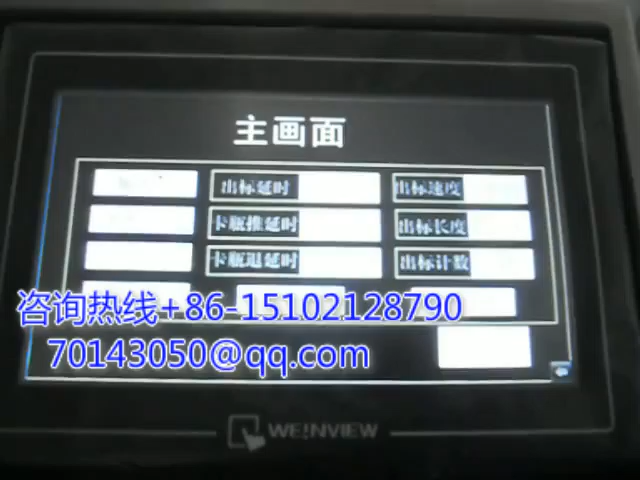 主画面
出标延时 出标速度
卡瓶推延时 出标长度
卡瓶退延时 出标计数
咨询热线+86-15102128790
70143050@qq.com
WE!NVIEW